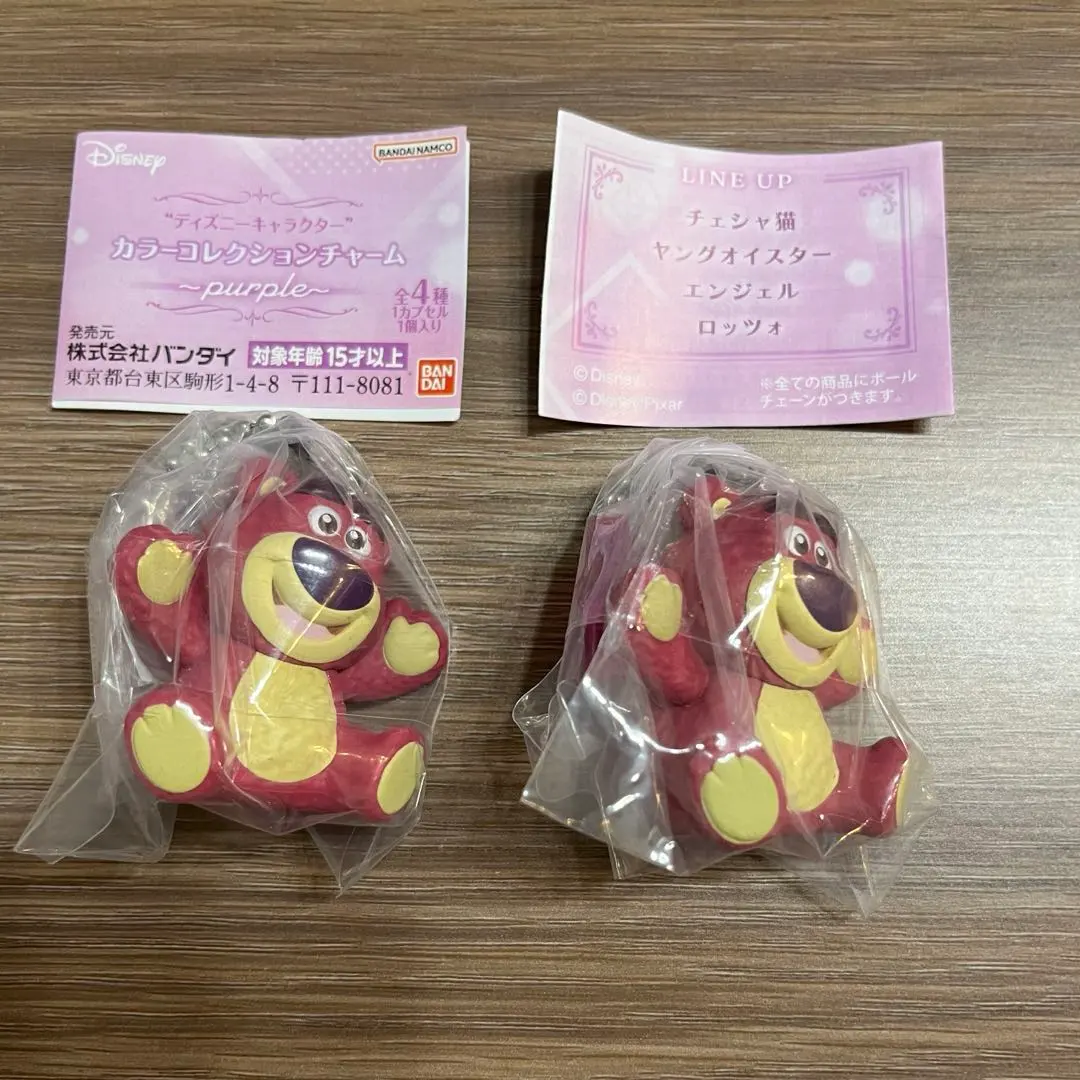 Disney
BANDAI NAMCO
"ディズニーキャラクター"
カラーコレクションチャーム
~purple~
全4種
1カプセル
1個入り
発売元
株式会社バンダイ 対象年齢15才以上
東京都台東区駒形1-4-8 〒111-8081
BAN
DAI
LINE UP
チェシャ猫
ヤングオイスター
エンジェル
ロッツォ
©Disney
©Disney/Pixar
※全ての商品にボール
チェーンがつきます。